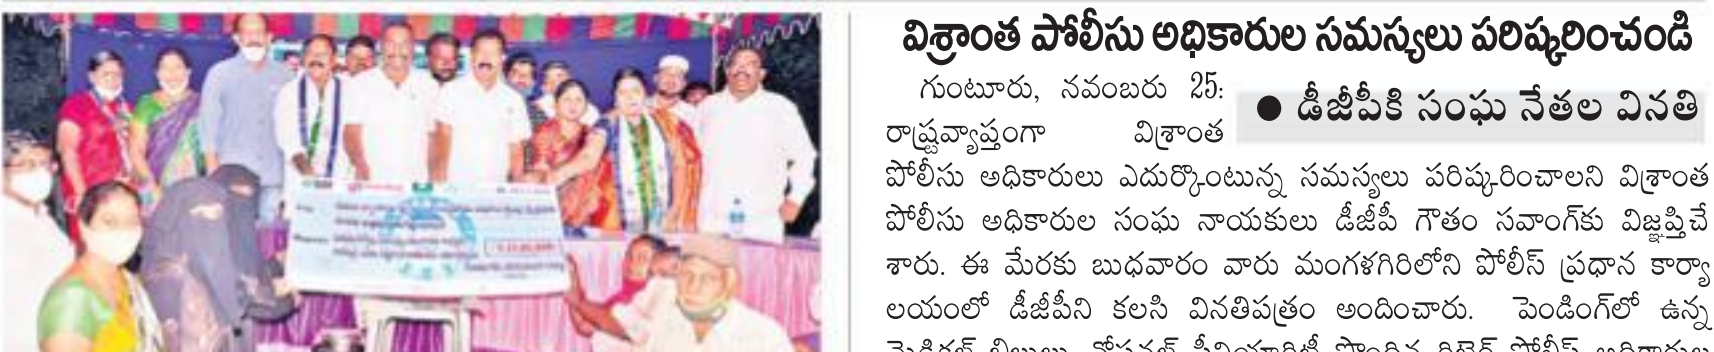 విశ్రాంత పోలీసు అధికారుల సమస్యలు పరిష్కరించండి
● డీజీపీకి సంఘ నేతల వినతి
గుంటూరు, నవంబరు 25:
రాష్ట్రవ్యాప్తంగా విశ్రాంత
పోలీసు అధికారులు ఎదుర్కొంటున్న సమస్యలు పరిష్కరించాలని విశ్రాంత
పోలీసు అధికారుల సంఘ నాయకులు డీజీపీ గౌతం సవాంగ్‌కు విజ్ఞప్తిచే
శారు. ఈ మేరకు బుధవారం వారు మంగళగిరిలోని పోలీస్ ప్రధాన కార్యా
లయంలో డీజీపీని కలసి వినతిపత్రం అందించారు. పెండింగ్‌లో ఉన్న